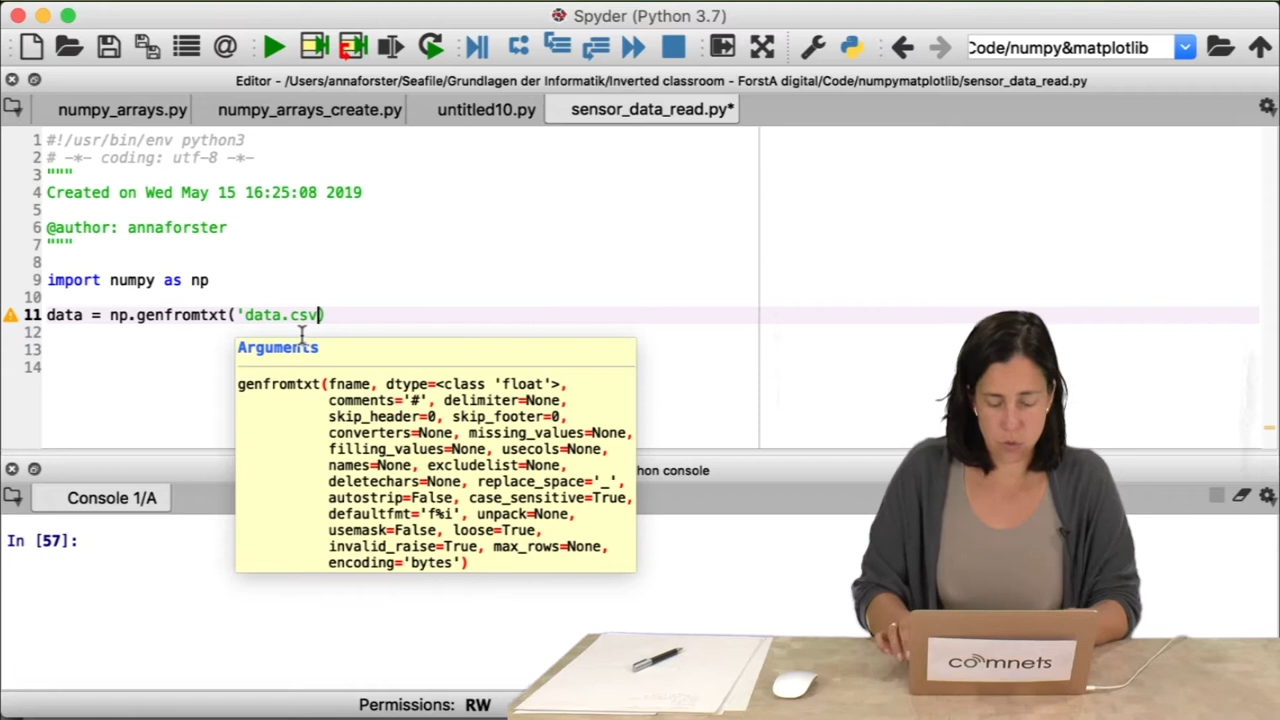 Spyder (Python 3.7)
Code/numpy&matplotlib
Editor - /Users/annaforster/Seafile/Grundlagen der Informatik/Inverted classroom - ForstA digital/Code/numpymatplotlib/sensor_data_read.py
numpy_arrays.py numpy_arrays_create.py untitled10.py sensor_data_read.py*
1 #!/usr/bin/env python3
2 # -*- coding: utf-8 -*-
3 """
4 Created on Wed May 15 16:25:08 2019
5
6 @author: annaforster
7 """
8
9 import numpy as np
10
11 data = np.genfromtxt('data.csv)
12
13
14
Arguments
genfromtxt(fname, dtype=<class 'float'>,
comments='#', delimiter=None,
skip_header=0, skip_footer=0,
converters=None, missing_values=None,
filling_values=None, usecols=None,
names=None, excludelist=None,
deletechars=None, replace_space='_',
autostrip=False, case_sensitive=True,
defaultfmt='f%i', unpack=None,
usemask=False, loose=True,
invalid_raise=True, max_rows=None,
encoding='bytes')
hon console
Console 1/A
In [57]:
comnets
Permissions: RW